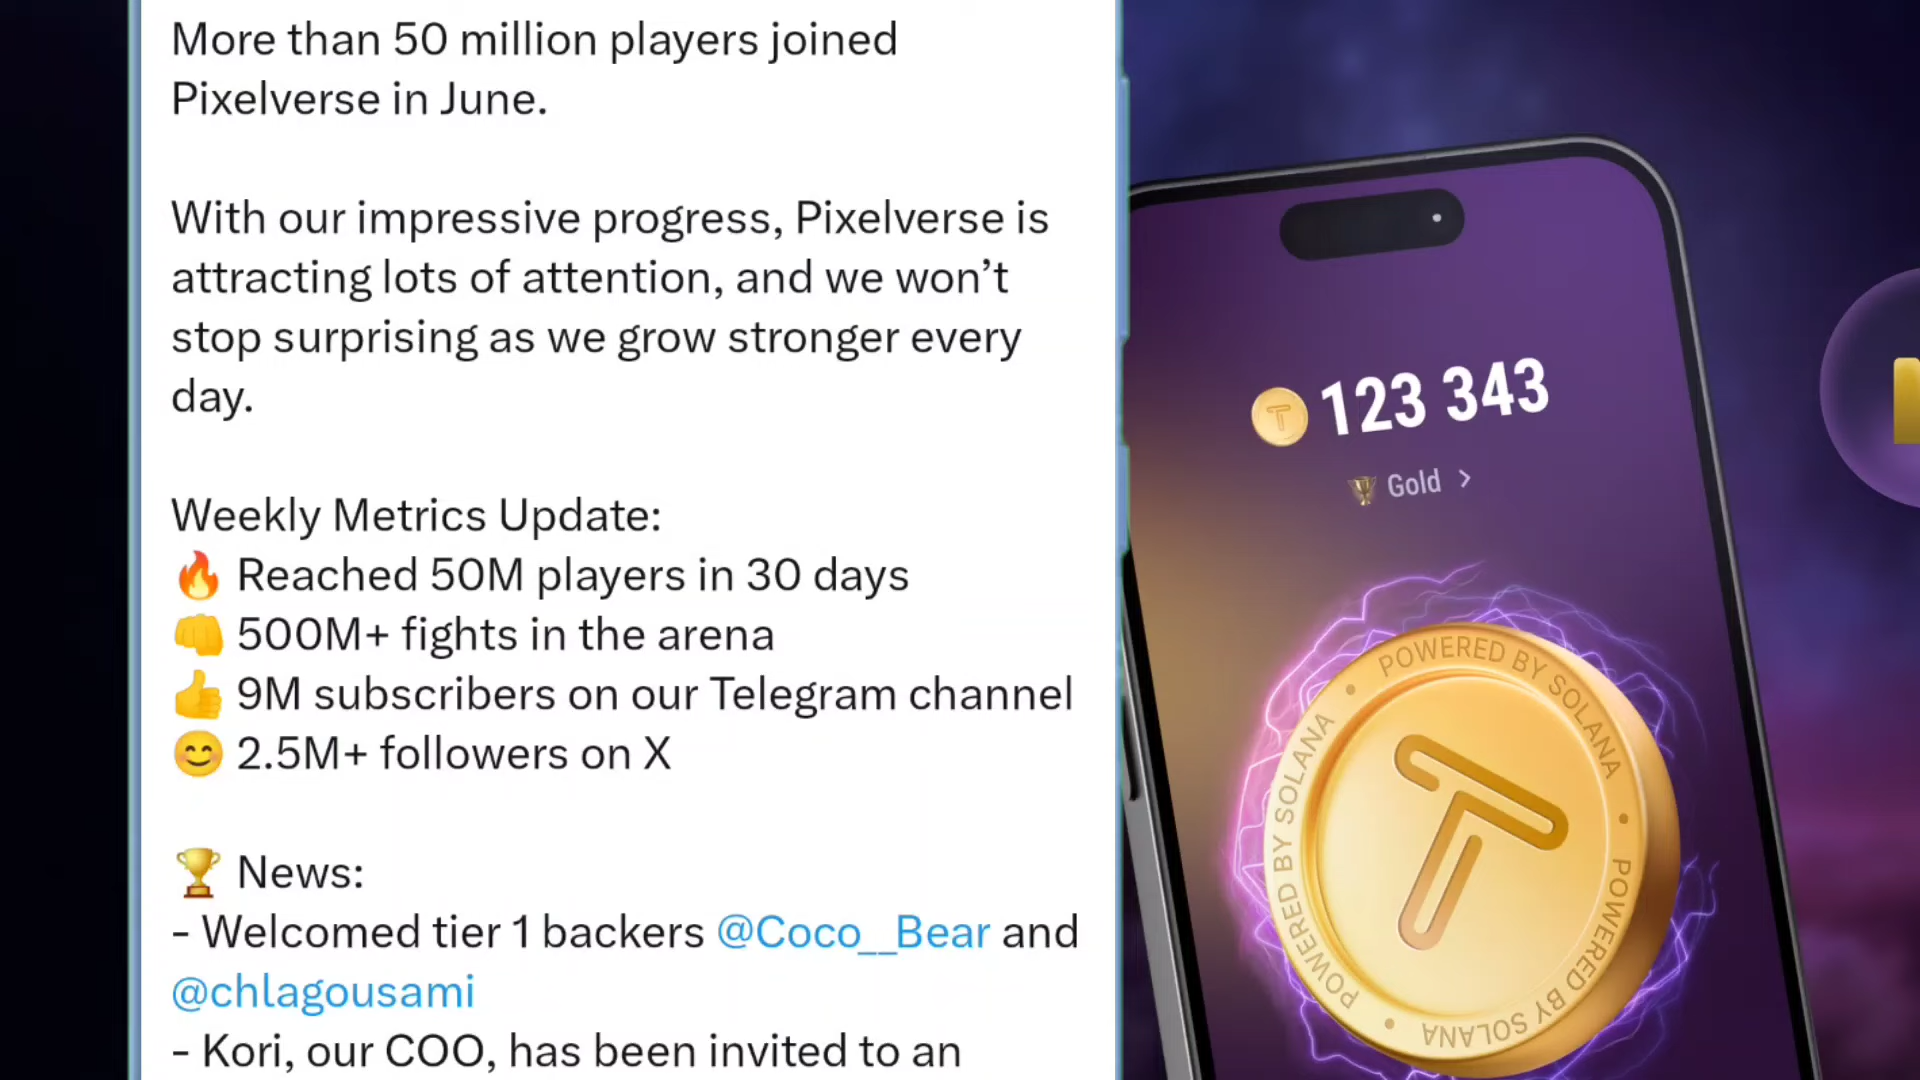 More than 50 million players joined
Pixelverse in June.
With our impressive progress, Pixelverse is
attracting lots of attention, and we won’t
stop surprising as we grow stronger every
day.
Weekly Metrics Update:
🔥 Reached 50M players in 30 days
👊 500M+ fights in the arena
👍 9M subscribers on our Telegram channel
😊 2.5M+ followers on X
🏆 News:
- Welcomed tier 1 backers @Coco__Bear and
@chlagousami
- Kori, our COO, has been invited to an
123 343
Gold >
POWERED BY SOLANA • POWERED BY SOLANA • POWERED BY SOLANA •
T